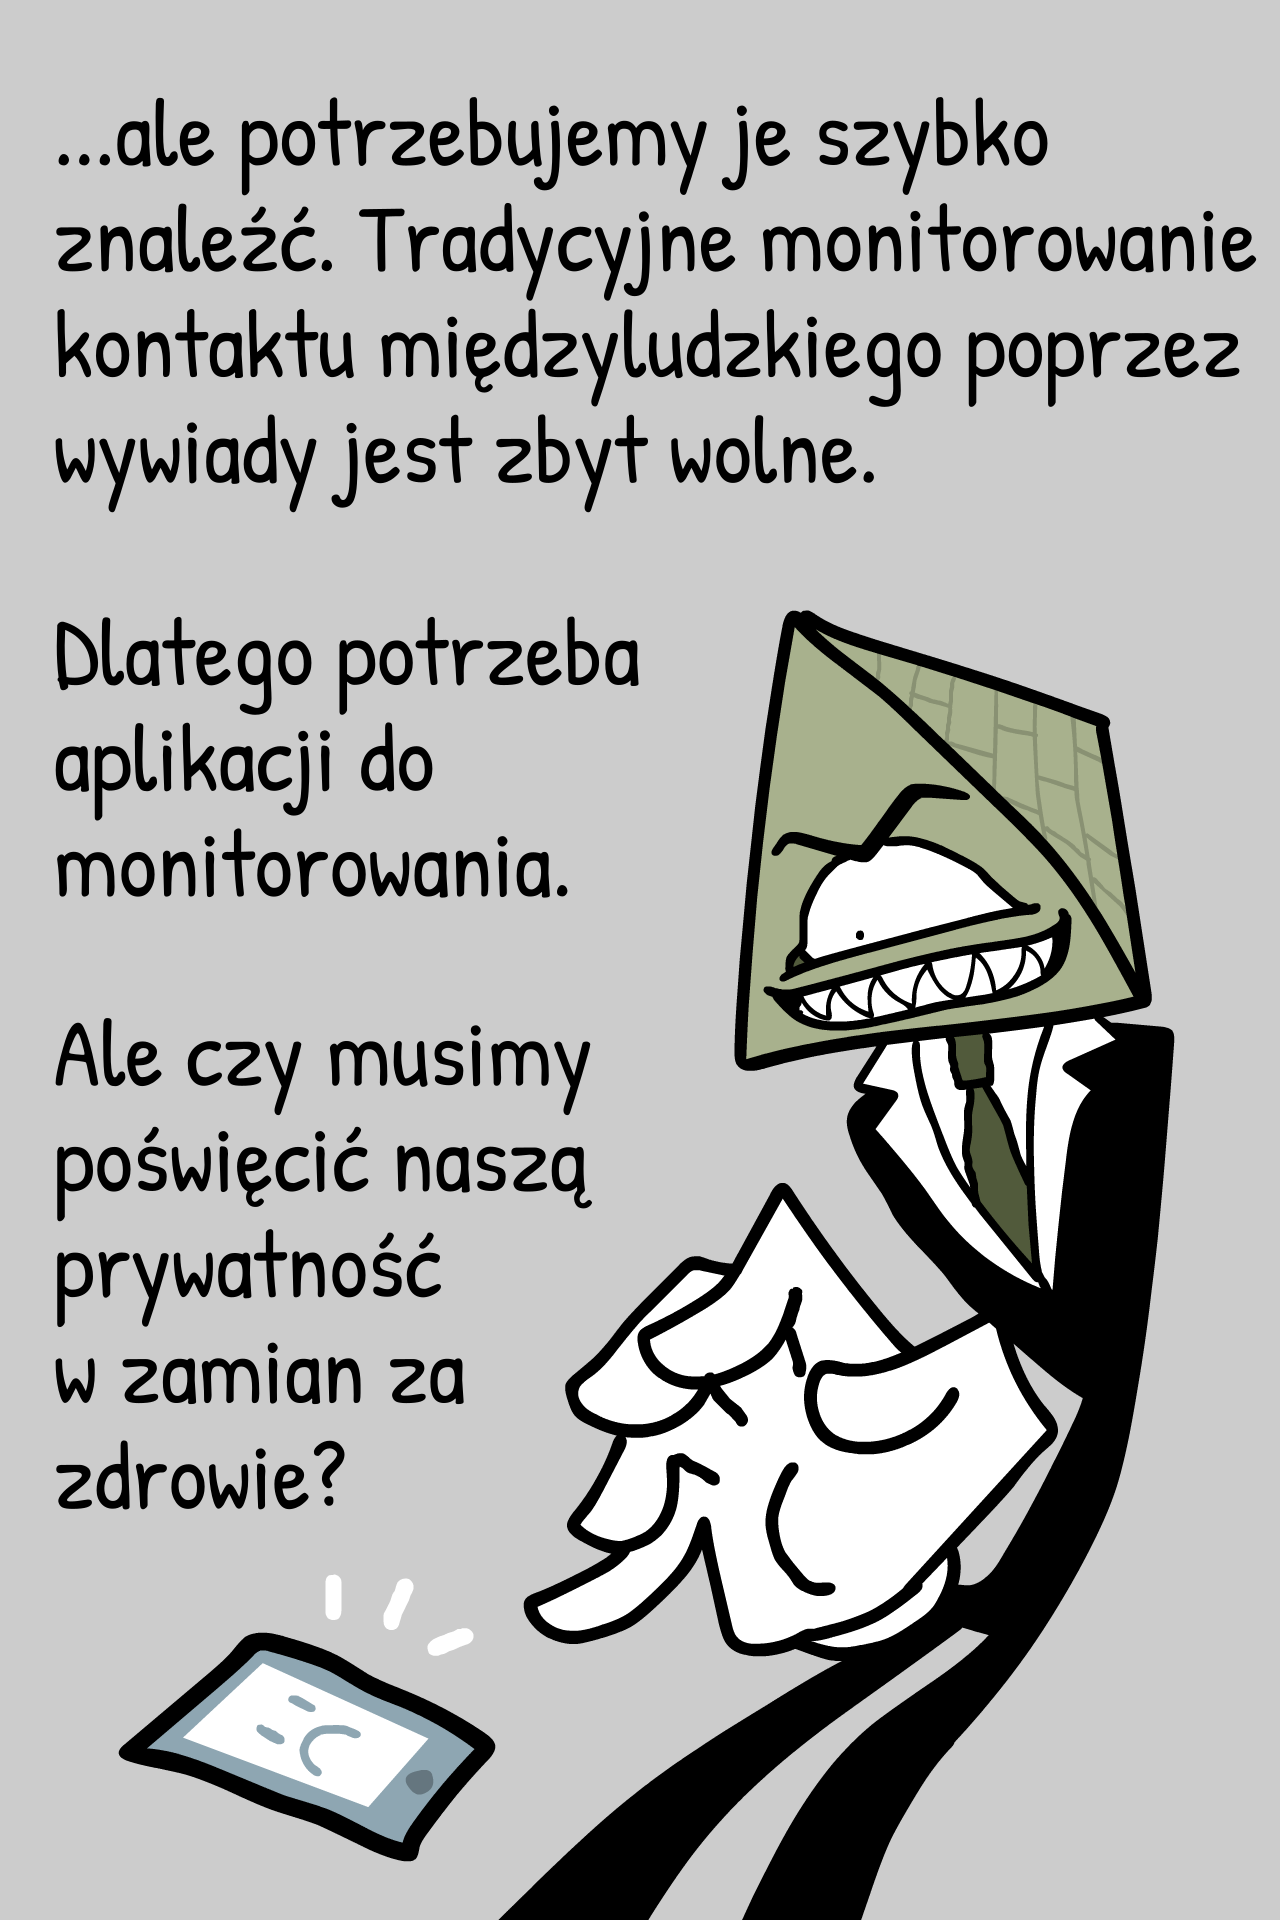 ...ale potrzebujemy je szybko
znaleźć. Tradycyjne monitorowanie
kontaktu międzyludzkiego poprzez
wywiady jest zbyt wolne.
Dlatego potrzeba
aplikacji do
monitorowania.
Ale czy musimy
poświęcić naszą
prywatność
w zamian za
zdrowie?